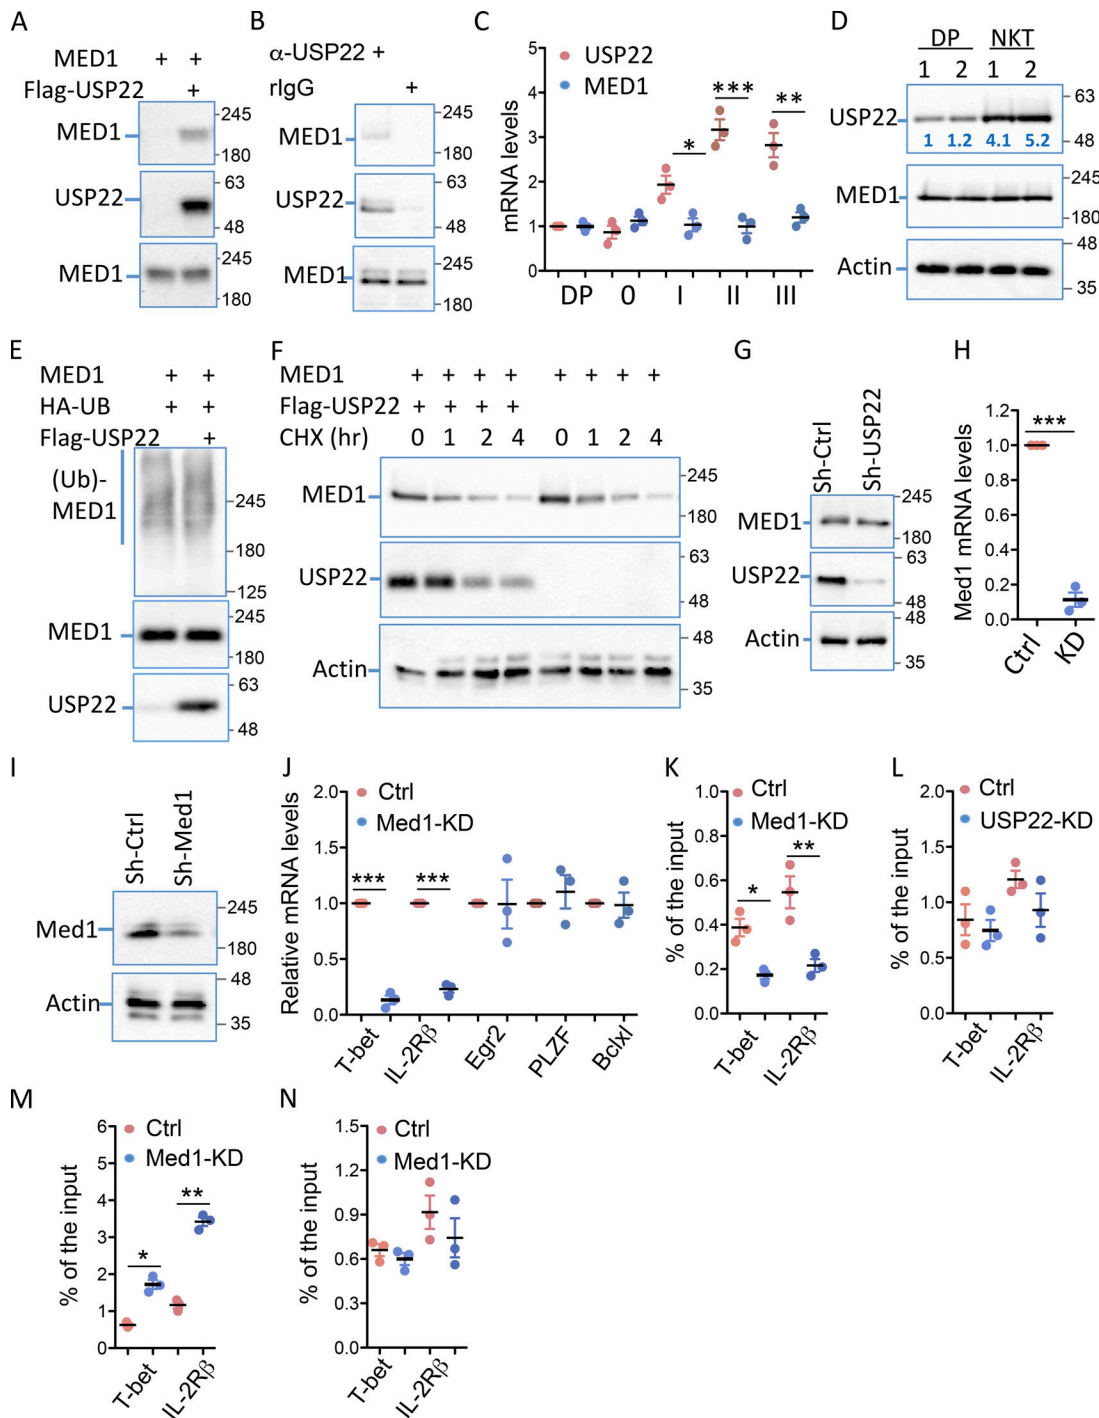 A
MED1 + +
Flag-USP22 +
MED1
245
180
USP22
63
48
MED1
245
180
B
α-USP22 +
rIgG +
MED1
245
180
USP22
63
48
MED1
245
180
C
USP22
MED1
mRNA levels
5
4
3
2
1
0
*
***
**
DP 0 I II III
D
DP NKT
1 2 1 2
USP22
1 1.2 4.1 5.2
63
48
MED1
245
180
Actin
48
35
E
MED1 + +
HA-UB + +
Flag-USP22 +
(Ub)-
MED1
245
180
125
MED1
245
180
USP22
63
48
F
MED1 + + + + + + + +
Flag-USP22 + + + +
CHX (hr) 0 1 2 4 0 1 2 4
MED1
245
180
USP22
63
48
Actin
48
35
G
Sh-Ctrl
Sh-USP22
MED1
245
180
USP22
63
48
Actin
48
35
H
Med1 mRNA levels
1.2
1.0
0.8
0.6
0.4
0.2
0
***
Ctrl
KD
I
Sh-Ctrl
Sh-Med1
Med1
245
180
Actin
48
35
J
Ctrl
Med1-KD
Relative mRNA levels
2.0
1.5
1.0
0.5
0.0
***
***
T-bet
IL-2Rβ
Egr2
PLZF
Bclxl
K
Ctrl
Med1-KD
% of the input
1.0
0.8
0.6
0.4
0.2
0.0
*
**
T-bet
IL-2Rβ
L
Ctrl
USP22-KD
% of the input
2.0
1.5
1.0
0.5
0.0
T-bet
IL-2Rβ
M
Ctrl
Med1-KD
% of the input
6
5
4
3
2
1
0
*
**
T-bet
IL-2Rβ
N
Ctrl
Med1-KD
% of the input
1.5
1.2
0.9
0.6
0.3
0.0
T-bet
IL-2Rβ